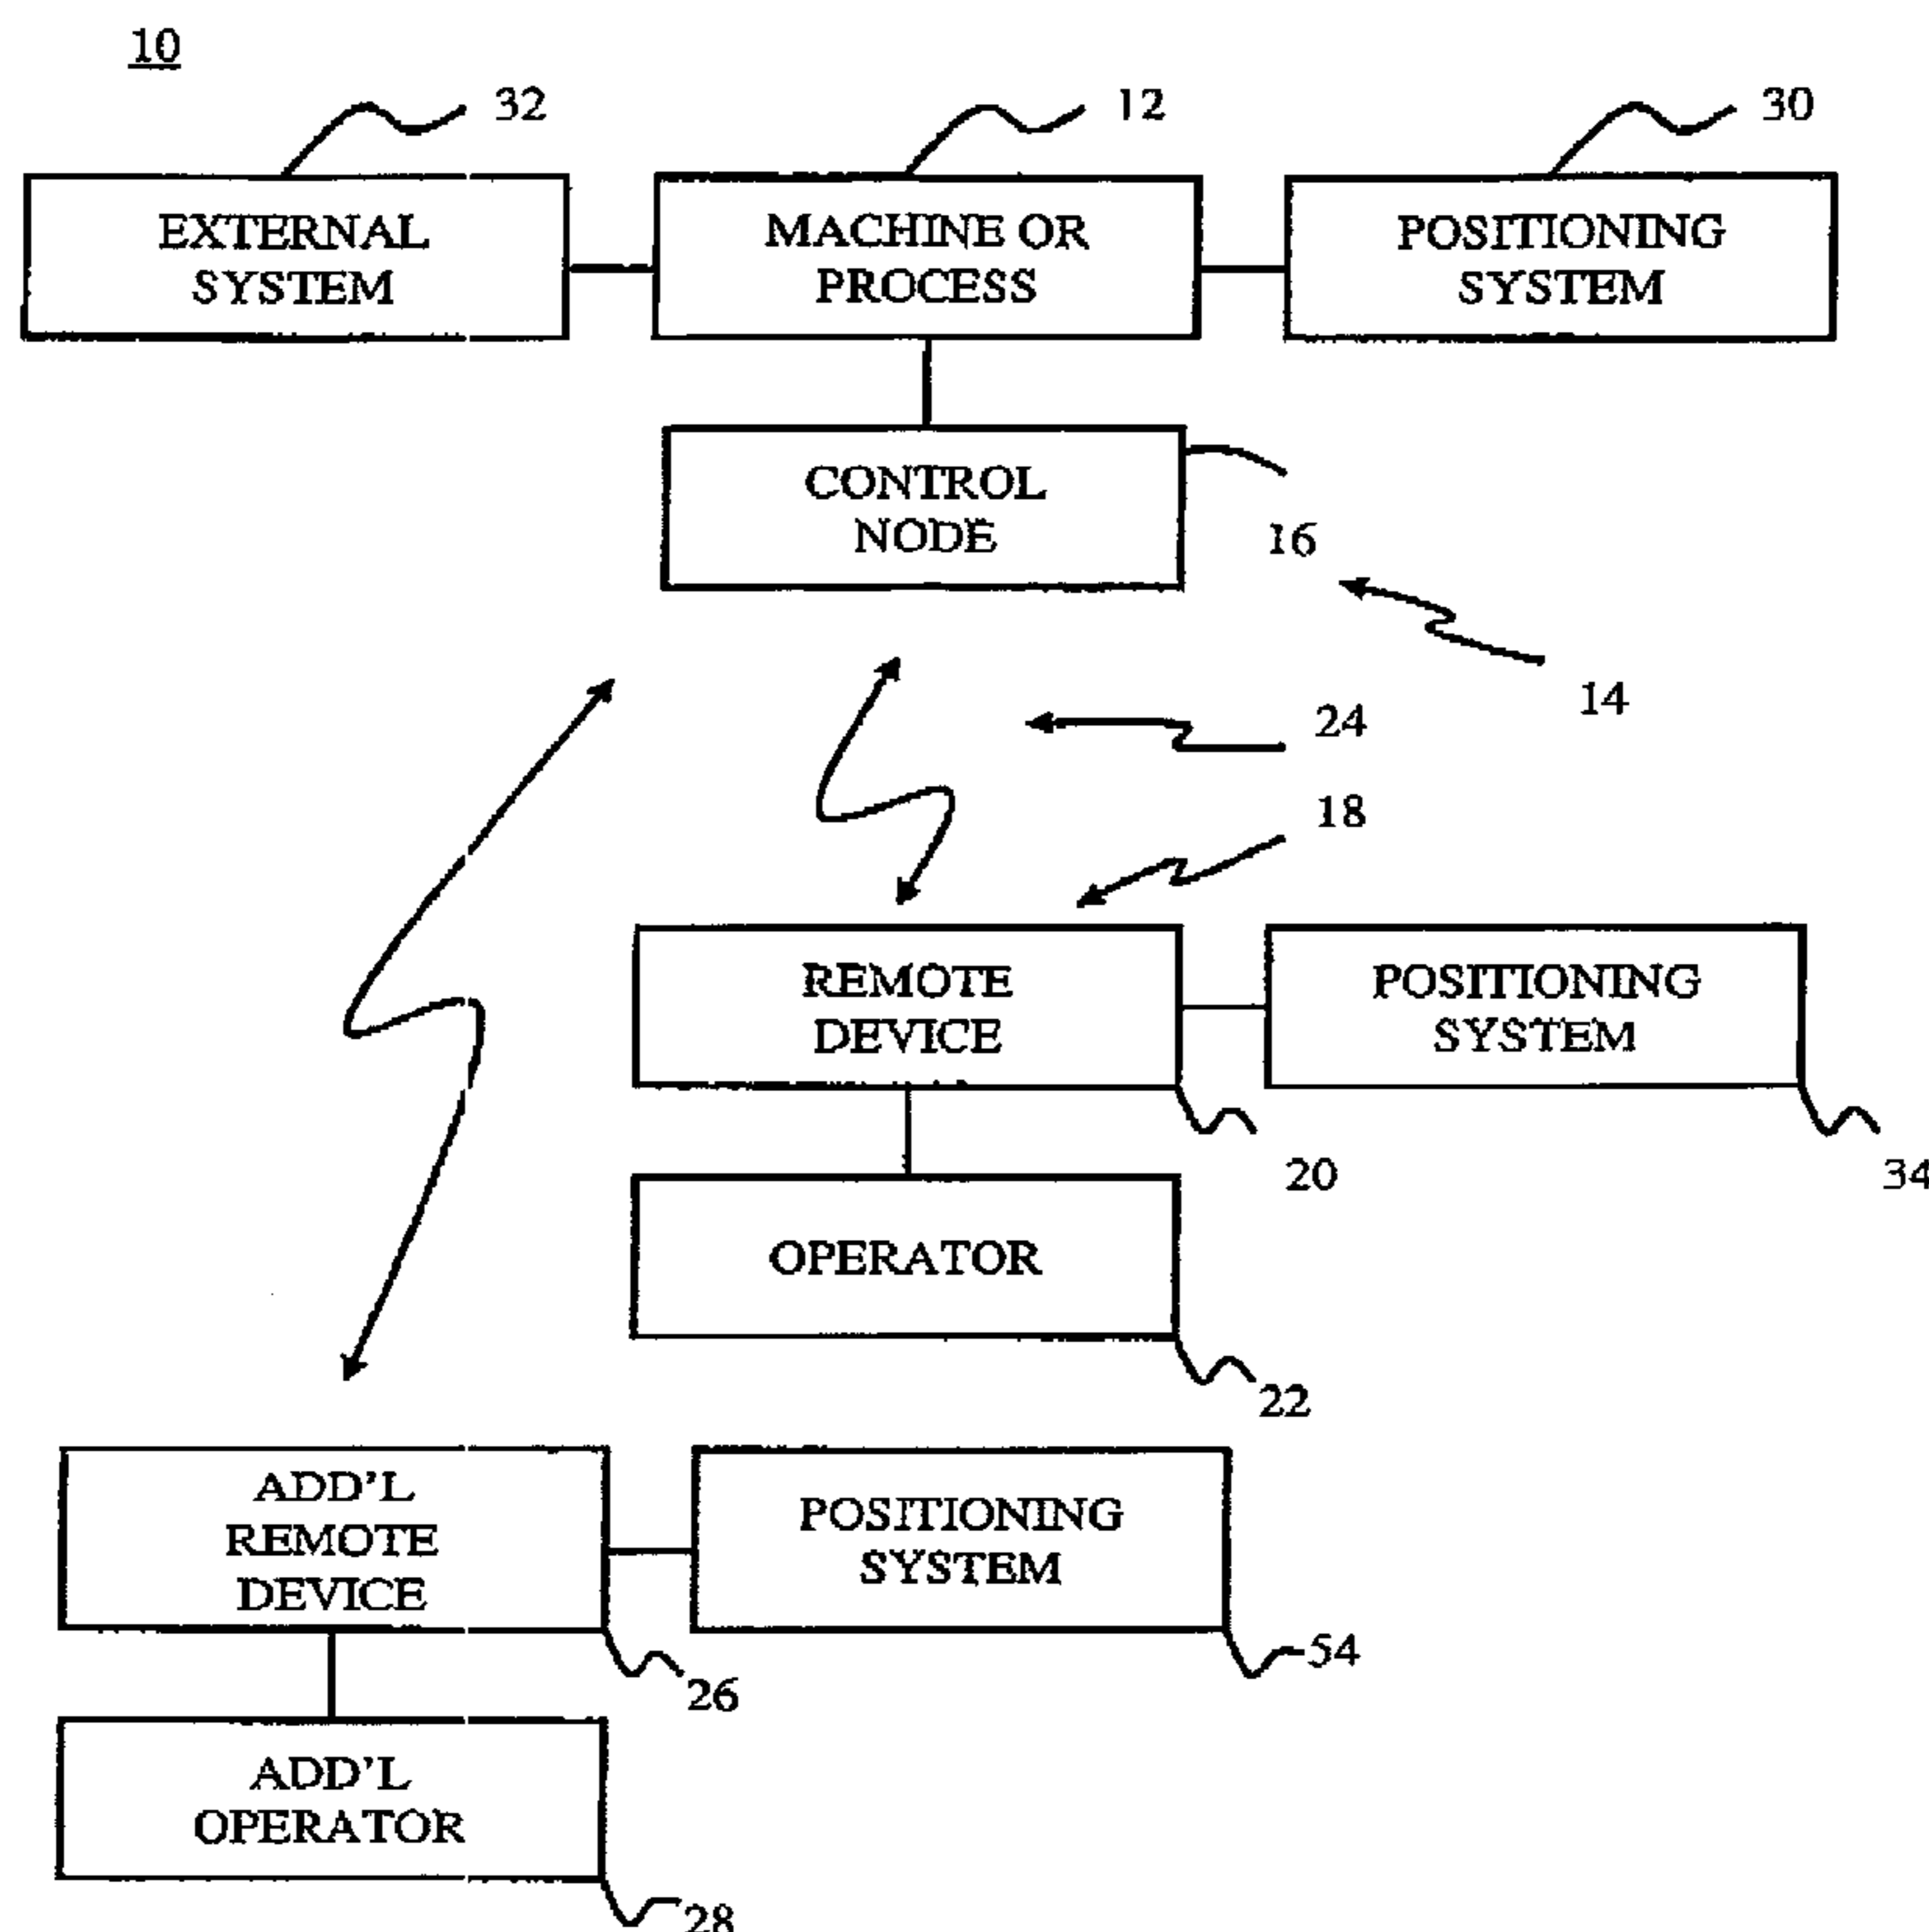 10
32
12
30
EXTERNAL
SYSTEM
MACHINE OR
PROCESS
POSITIONING
SYSTEM
CONTROL
NODE
16
14
24
18
REMOTE
DEVICE
POSITIONING
SYSTEM
20
34
OPERATOR
22
ADD'L
REMOTE
DEVICE
POSITIONING
SYSTEM
54
26
ADD'L
OPERATOR
28